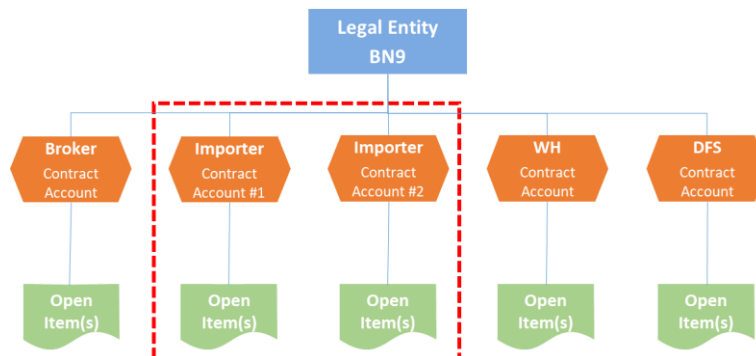 Legal Entity
BN9
Broker
Contract
Account
Importer
Contract
Account #1
Importer
Contract
Account #2
WH
Contract
Account
DFS
Contract
Account
Open
Item(s)
Open
Item(s)
Open
Item(s)
Open
Item(s)
Open
Item(s)